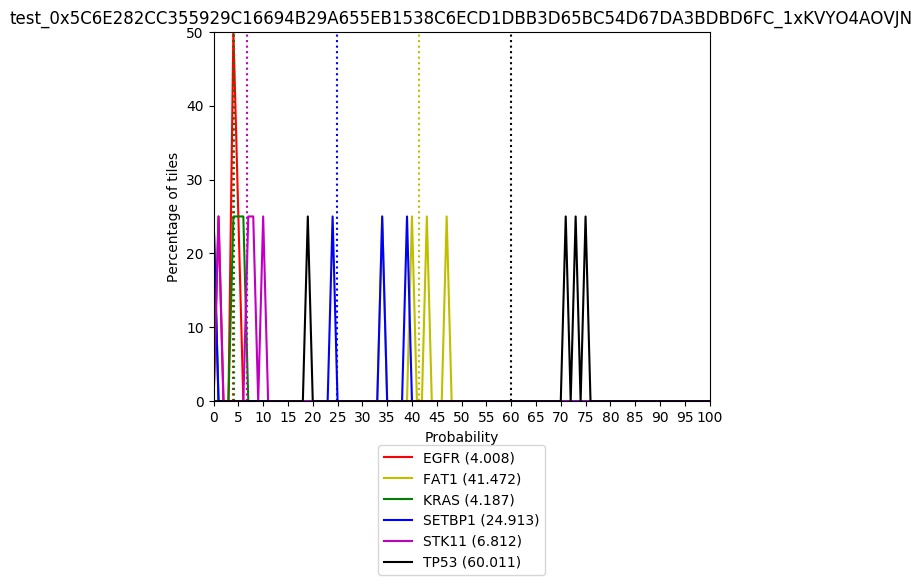 test_0x5C6E282CC355929C16694B29A655EB1538C6ECD1DBB3D65BC54D67DA3BDBD6FC_1xKVYO4AOVJN
50
40
30
20
10
0
Percentage of tiles
0 5 10 15 20 25 30 35 40 45 50 55 60 65 70 75 80 85 90 95 100
Probability
EGFR (4.008)
FAT1 (41.472)
KRAS (4.187)
SETBP1 (24.913)
STK11 (6.812)
TP53 (60.011)